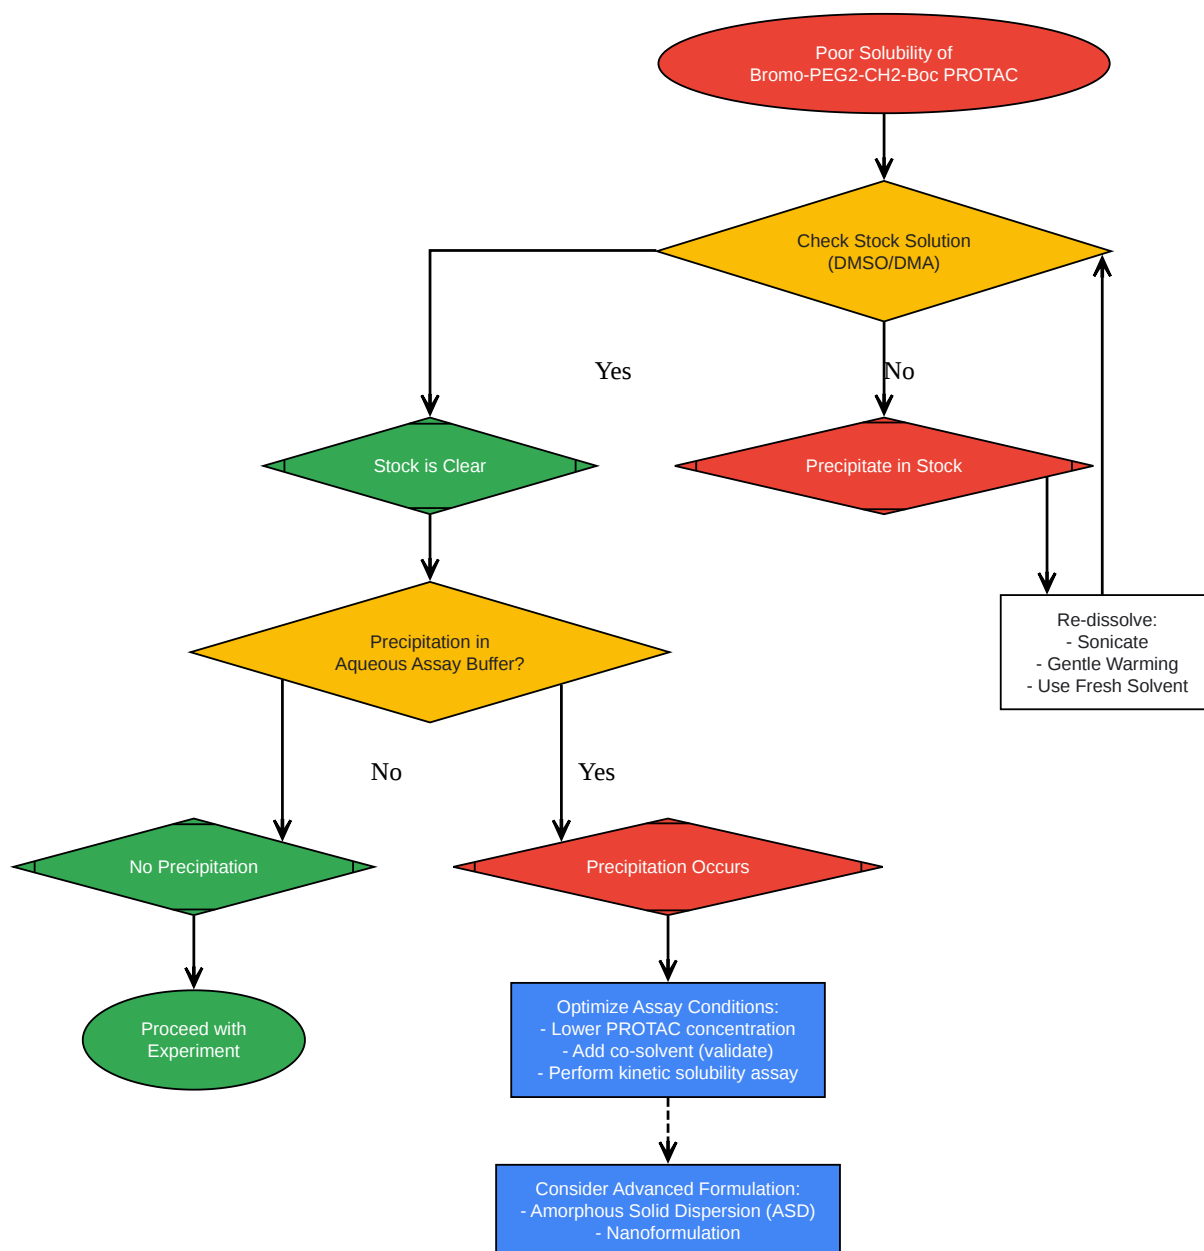 Poor Solubility of
Bromo-PEG2-CH2-Boc PROTAC
Check Stock Solution
(DMSO/DMA)
Yes
No
Stock is Clear
Precipitate in Stock
Re-dissolve:
- Sonicate
- Gentle Warming
- Use Fresh Solvent
Precipitation in
Aqueous Assay Buffer?
No
Yes
No Precipitation
Precipitation Occurs
Proceed with
Experiment
Optimize Assay Conditions:
- Lower PROTAC concentration
- Add co-solvent (validate)
- Perform kinetic solubility assay
Consider Advanced Formulation:
- Amorphous Solid Dispersion (ASD)
- Nanoformulation